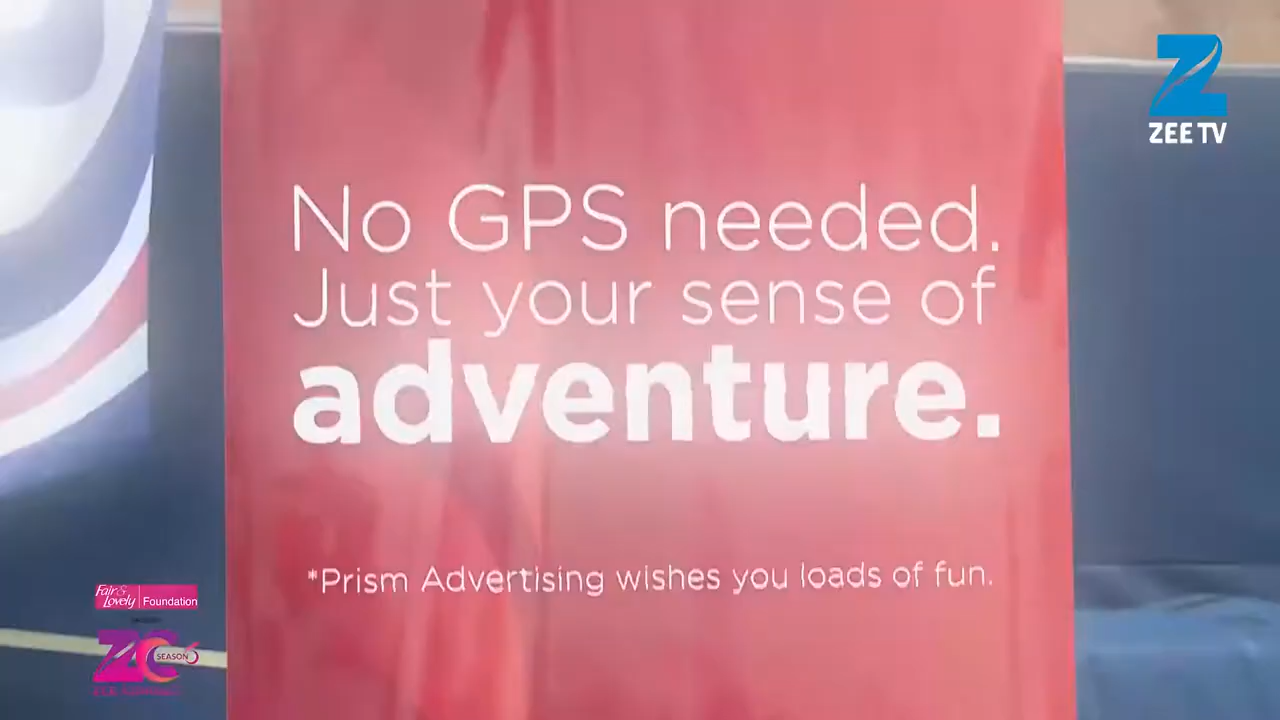 ZEE TV
No GPS needed.
Just your sense of
adventure.
*Prism Advertising wishes you loads of fun.
Fair & Lovely Foundation
SEASON 6